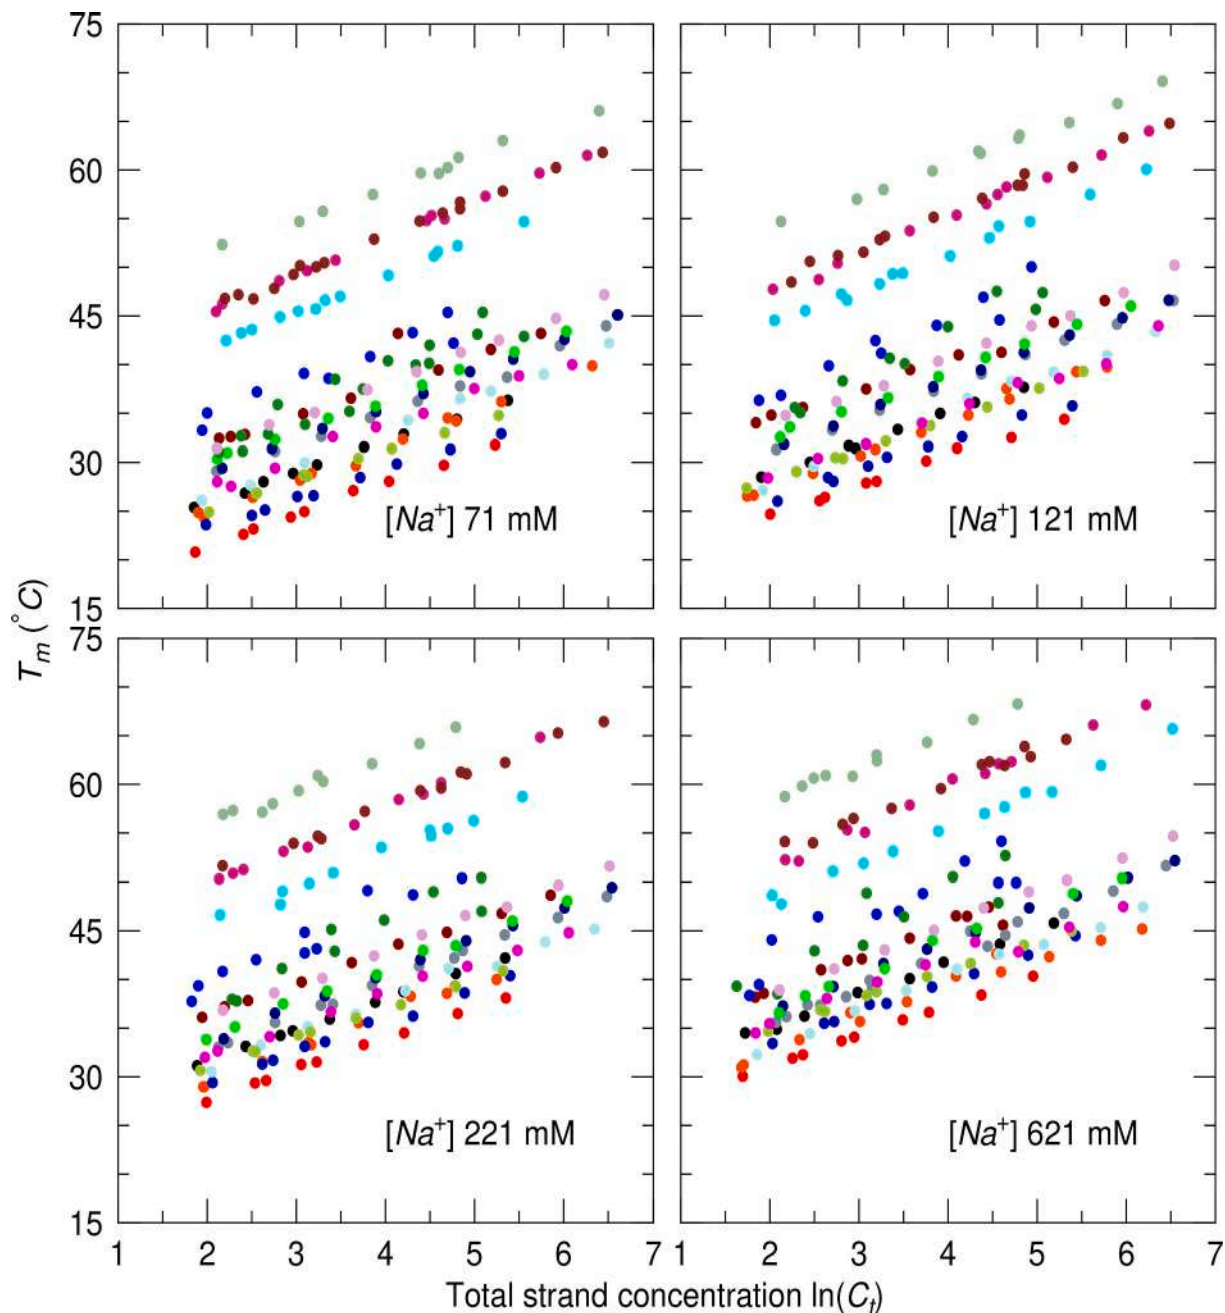 75
60
45
30
15
[Na⁺] 71 mM
[Na⁺] 121 mM
Tₘ (°C)
75
60
45
30
15
[Na⁺] 221 mM
[Na⁺] 621 mM
1 2 3 4 5 6 7 1 2 3 4 5 6 7
Total strand concentration ln(Cₜ)